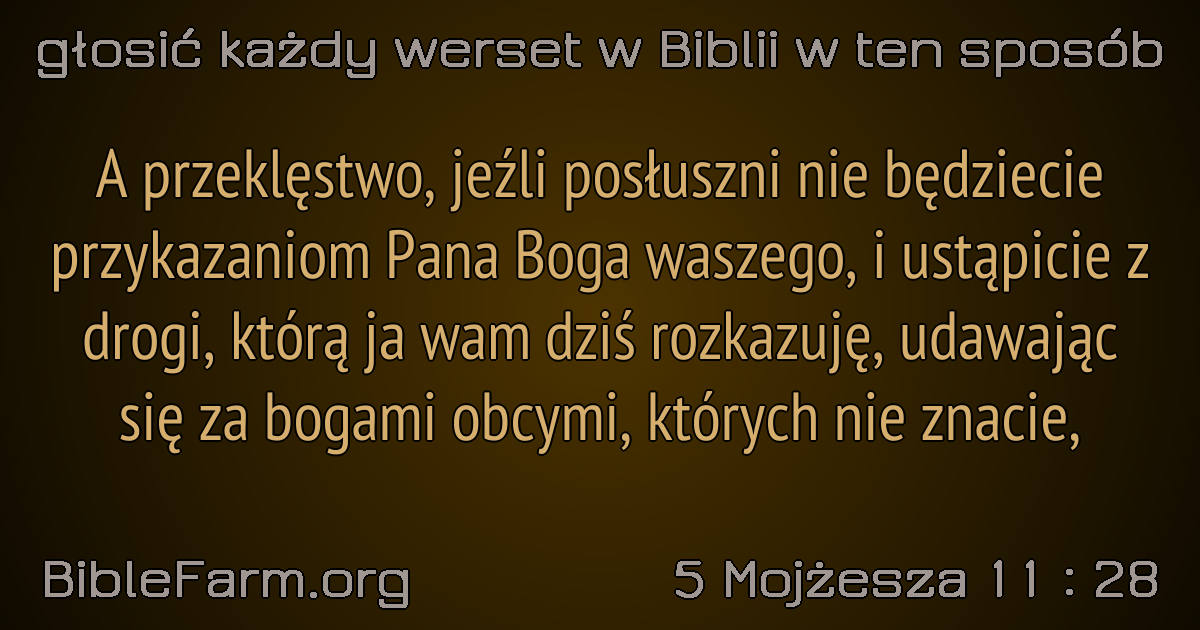 głosić każdy werset w Biblii w ten sposób
A przeklęstwo, jeźli posłuszni nie będziecie
przykazaniom Pana Boga waszego, i ustąpicie z
drogi, którą ja wam dziś rozkazuję, udawając
się za bogami obcymi, których nie znacie,
BibleFarm.org
5 Mojżesza 11 : 28